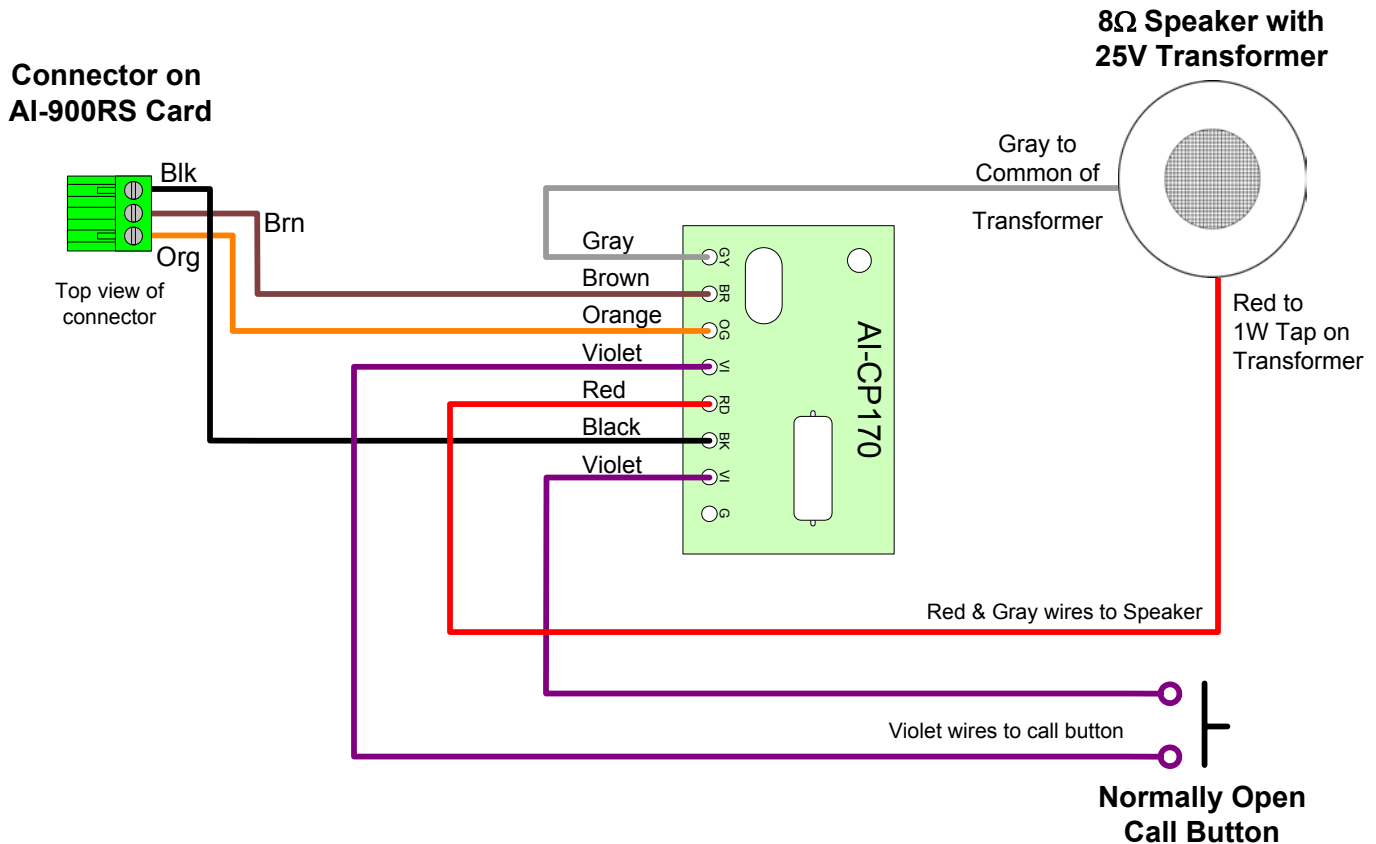 8Ω Speaker with
25V Transformer
Connector on
AI-900RS Card
Blk
Brn
Org
Top view of
connector
Gray to
Common of
Transformer
Gray
Brown
Orange
Violet
Red
Black
Violet
GY
BR
OG
VI
RD
BK
VI
G
AI-CP170
Red to
1W Tap on
Transformer
Red & Gray wires to Speaker
Violet wires to call button
Normally Open
Call Button